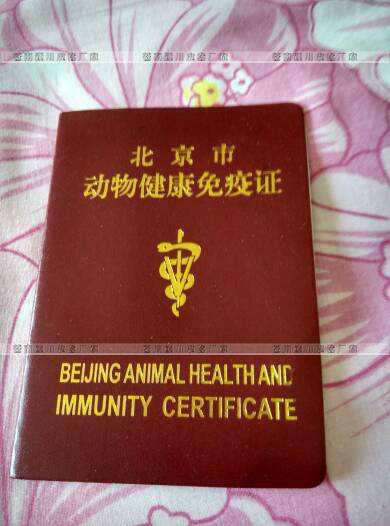 北京市
动物健康免疫证
BEIJING ANIMAL HEALTH AND
IMMUNITY CERTIFICATE